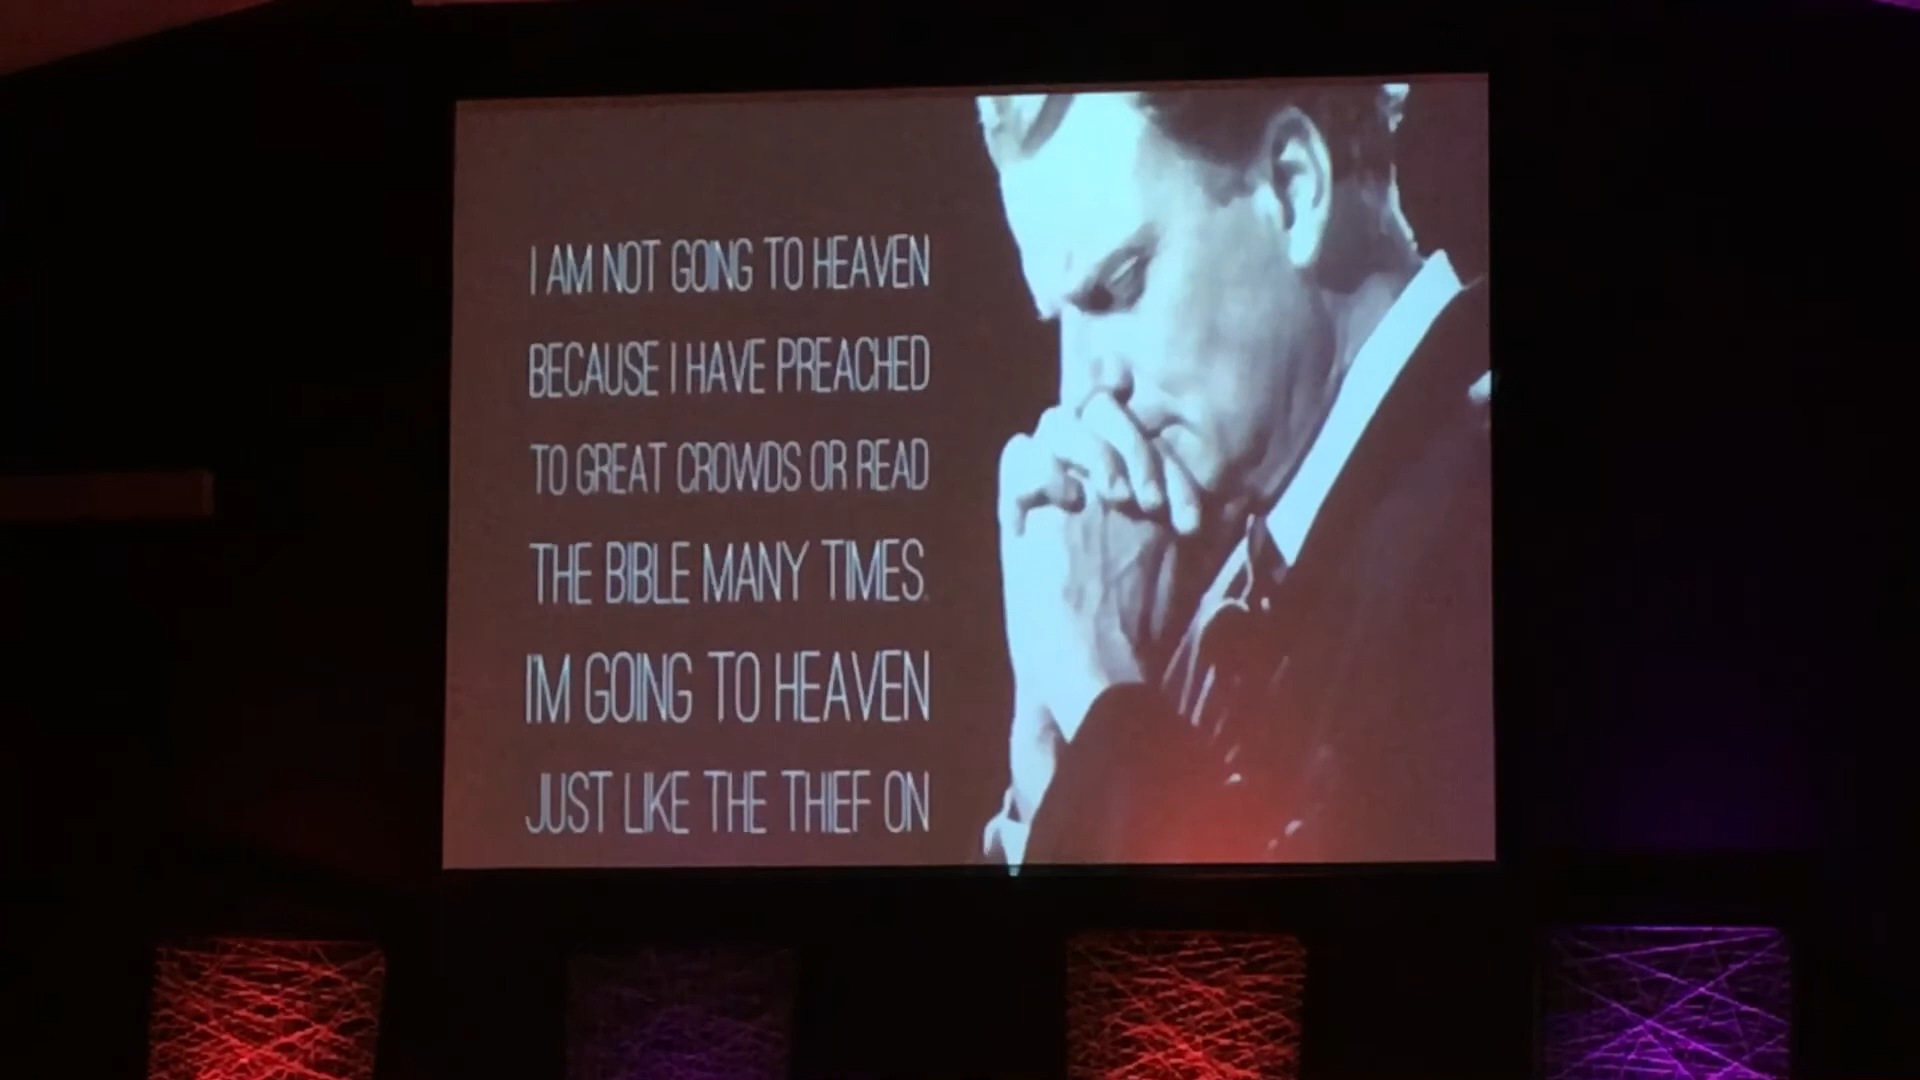 I AM NOT GOING TO HEAVEN
BECAUSE I HAVE PREACHED
TO GREAT CROWDS OR READ
THE BIBLE MANY TIMES.
I'M GOING TO HEAVEN
JUST LIKE THE THIEF ON